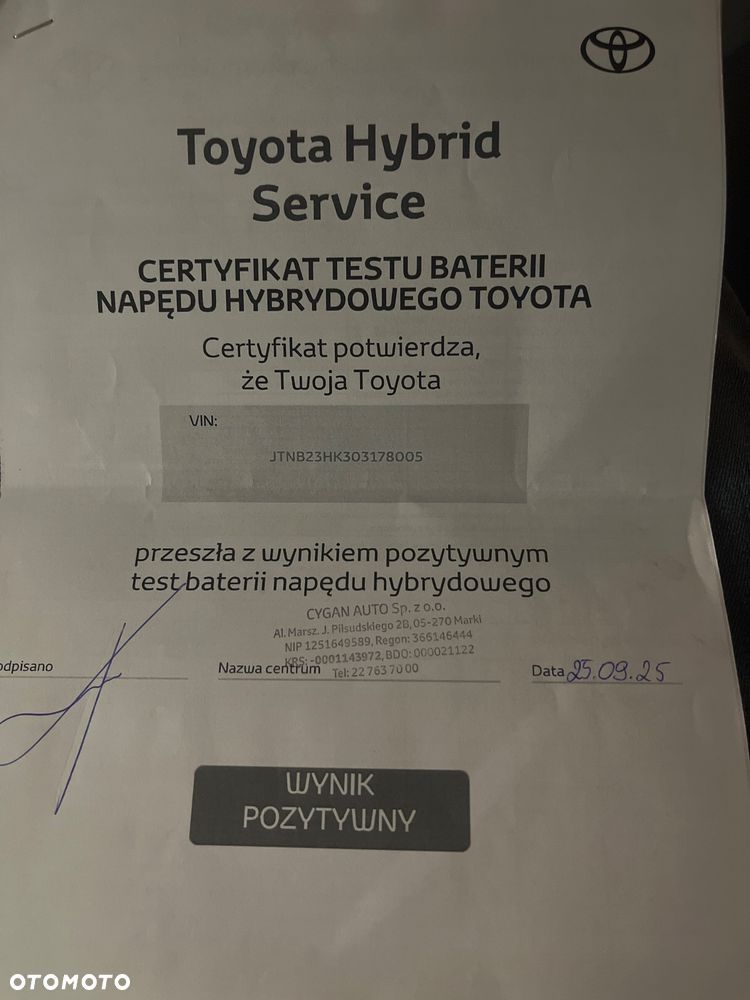 Toyota Hybrid
Service
CERTYFIKAT TESTU BATERII
NAPĘDU HYBRYDOWEGO TOYOTA
Certyfikat potwierdza,
że Twoja Toyota
VIN:
JTNB23HK303178005
przeszła z wynikiem pozytywnym
test baterii napędu hybrydowego
CYGAN AUTO Sp. z o.o.
Al. Marsz. J. Piłsudskiego 2B, 05-270 Marki
NIP 1251649589, Regon: 366146444
KRS: -0001143972, BDO: 000021122
Tel: 22 763 70 00
odpisano
Nazwa centrum
Data 25.09.25
WYNIK
POZYTYWNY
OTOMOTO